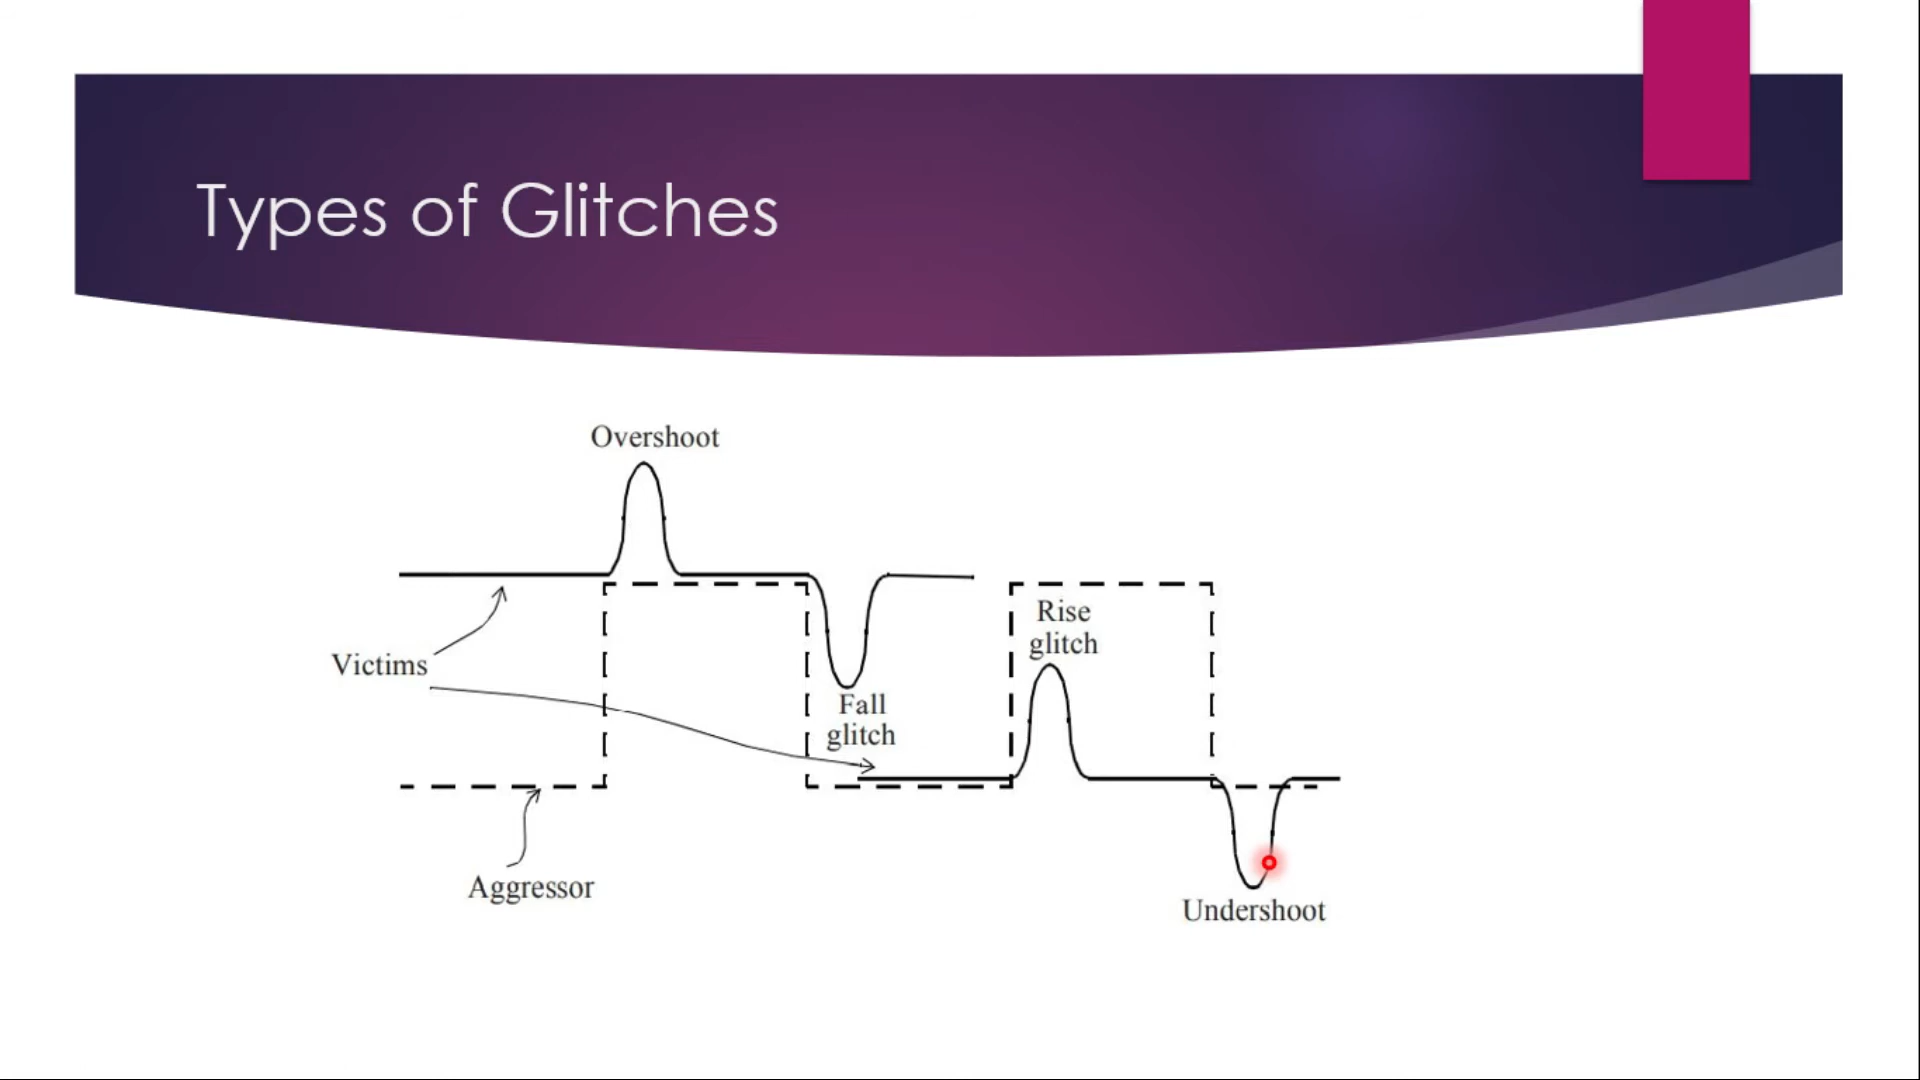 Types of Glitches
Overshoot
Rise
glitch
Victims
Fall
glitch
Aggressor
Undershoot